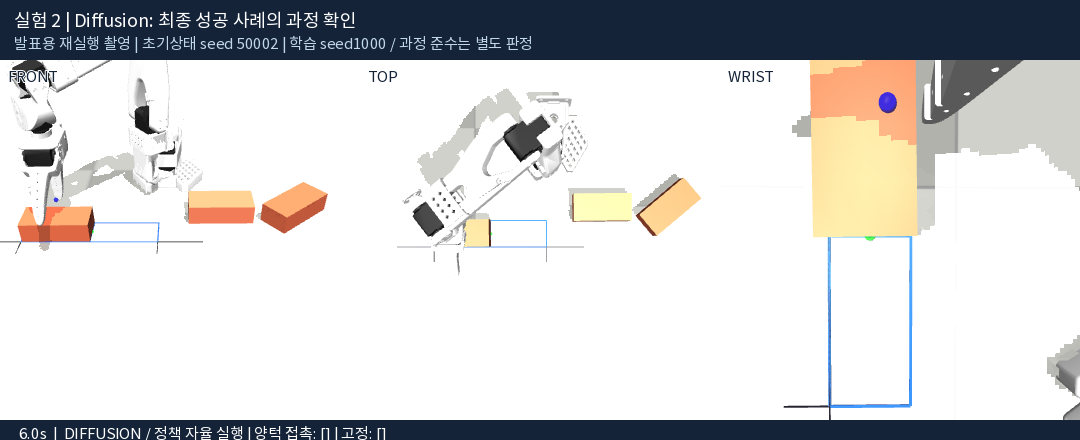 실험 2 | Diffusion: 최종 성공 사례의 과정 확인
발표용 재실행 촬영 | 초기상태 seed 50002 | 학습 seed1000 / 과정 준수는 별도 판정
FRONT
TOP
WRIST
6.0s | DIFFUSION / 정책 자율 실행 | 양턱 접촉: [] | 고정: []